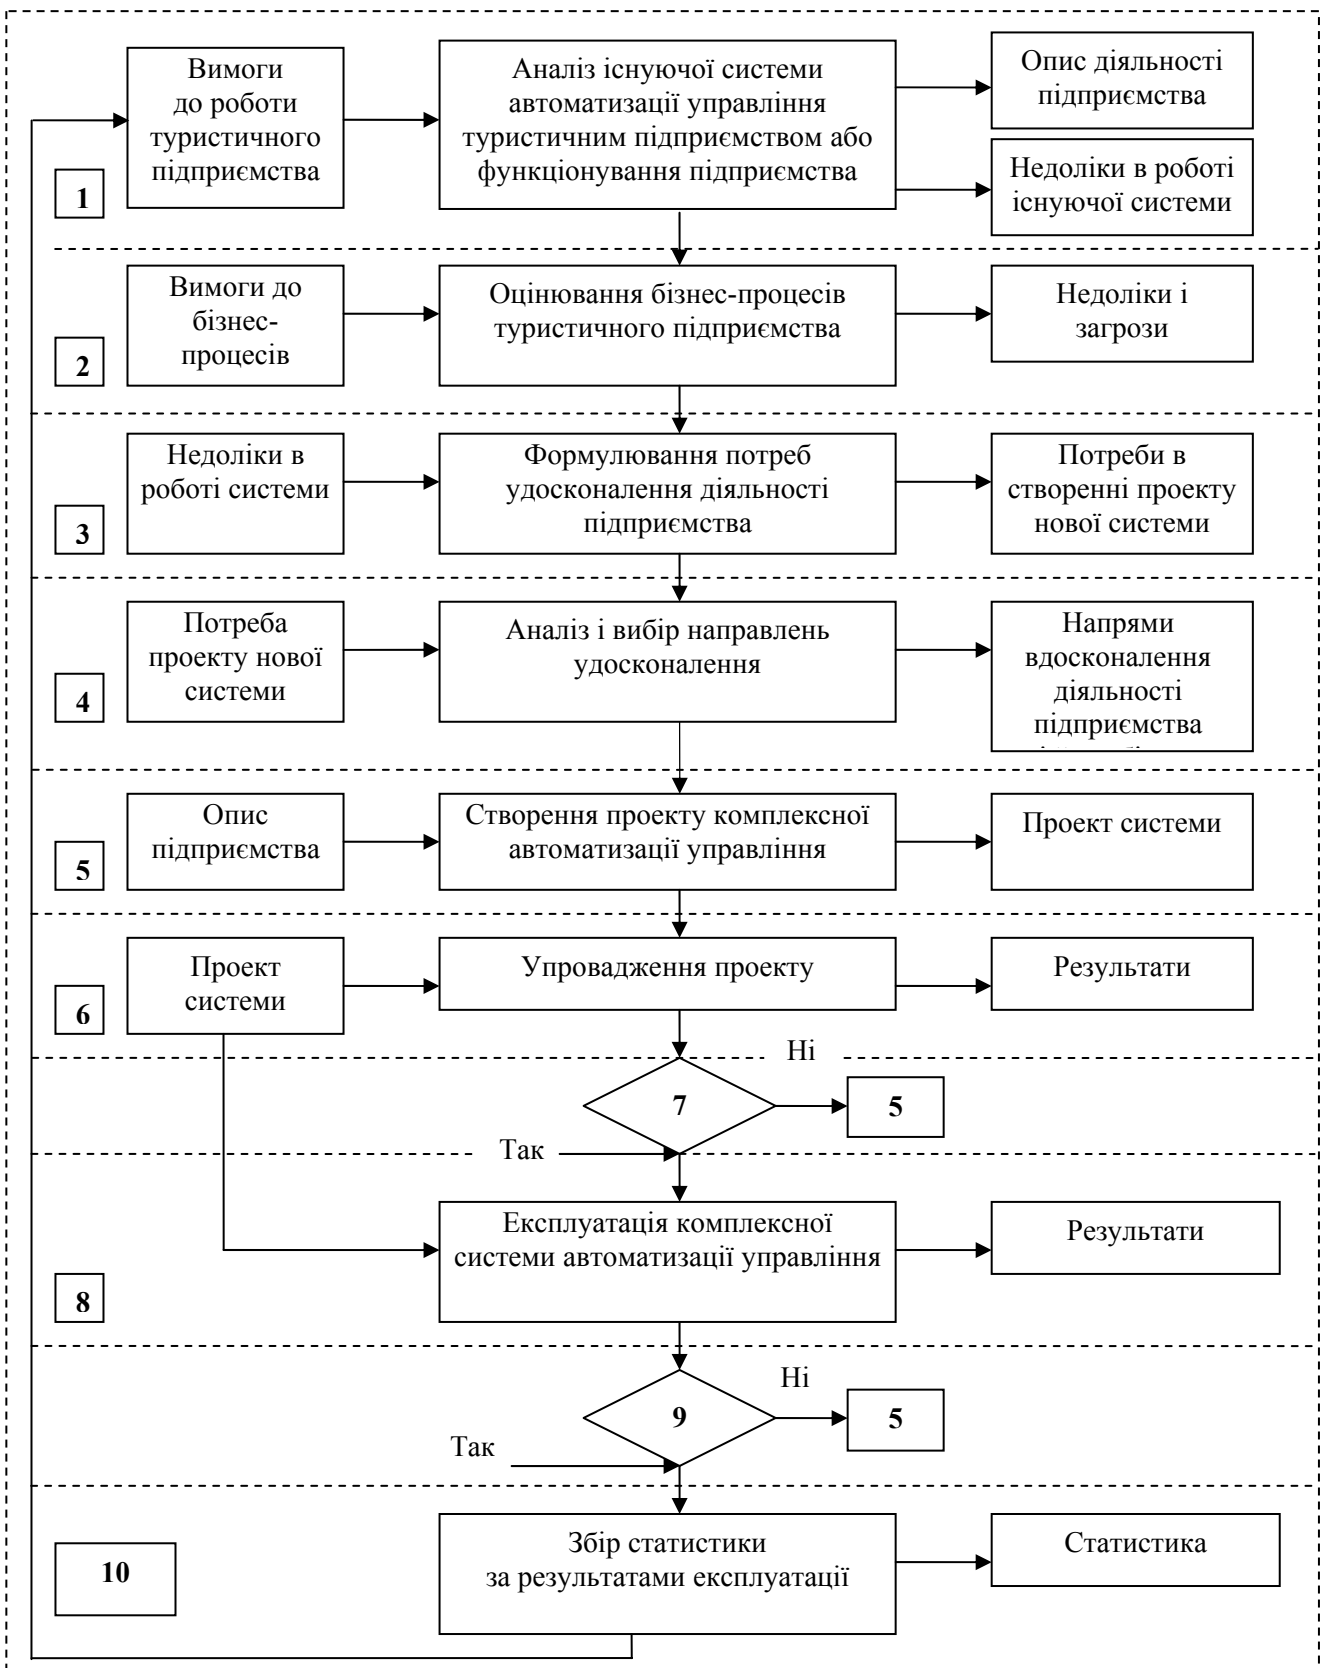 Вимоги
до роботи
туристичного
підприємства
Аналіз існуючої системи
автоматизації управління
туристичним підприємством або
функціонування підприємства
Опис діяльності
підприємства
Недоліки в роботі
існуючої системи
1
Вимоги до
бізнес-
процесів
Оцінювання бізнес-процесів
туристичного підприємства
Недоліки і
загрози
2
Недоліки в
роботі системи
Формулювання потреб
удосконалення діяльності
підприємства
Потреби в
створенні проекту
нової системи
3
Потреба
проекту нової
системи
Аналіз і вибір направлень
удосконалення
Напрями
вдосконалення
діяльності
підприємства
4
Опис
підприємства
Створення проекту комплексної
автоматизації управління
Проект системи
5
Проект
системи
Упровадження проекту
Результати
6
Ні
7
5
Так
Експлуатація комплексної
системи автоматизації управління
Результати
8
Ні
9
5
Так
Збір статистики
за результатами експлуатації
Статистика
10